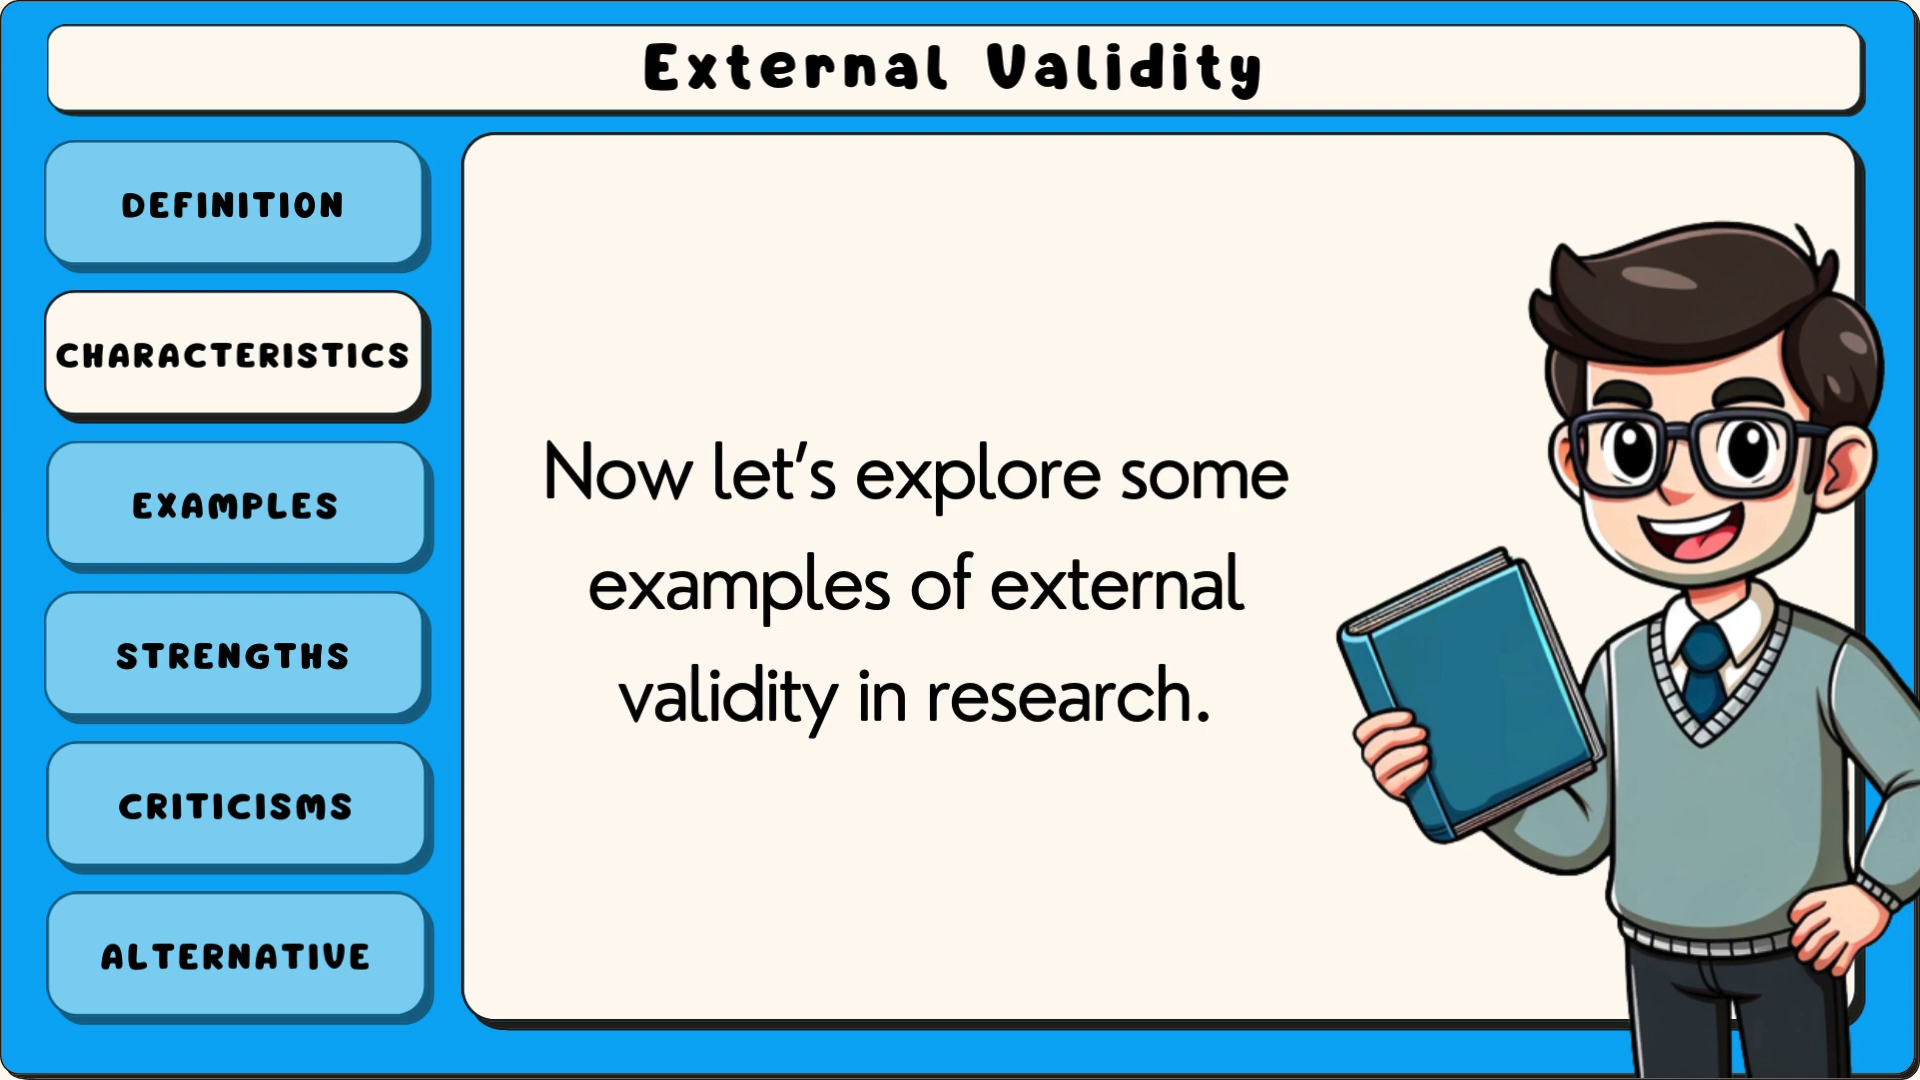 External Validity
DEFINITION
CHARACTERISTICS
EXAMPLES
STRENGTHS
CRITICISMS
ALTERNATIVE
Now let's explore some
examples of external
validity in research.